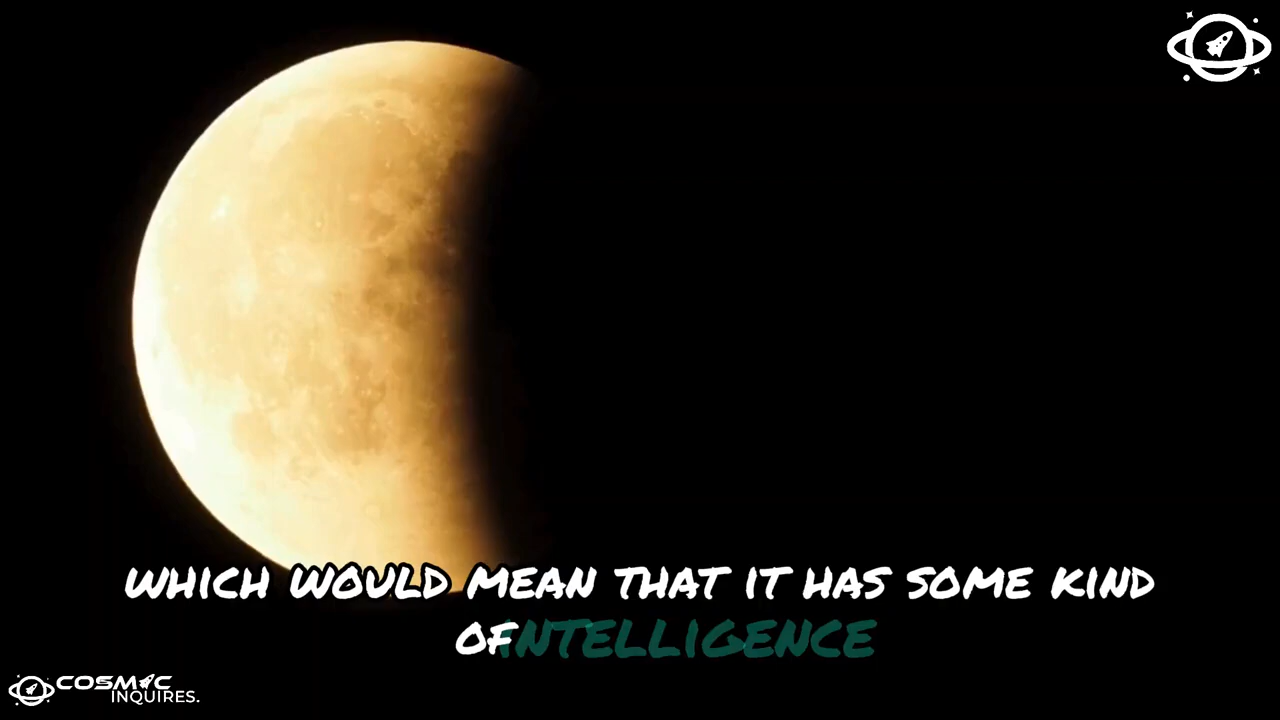 WHICH WOULD MEAN THAT IT HAS SOME KIND
OF INTELLIGENCE
COSMIC
INQUIRES.